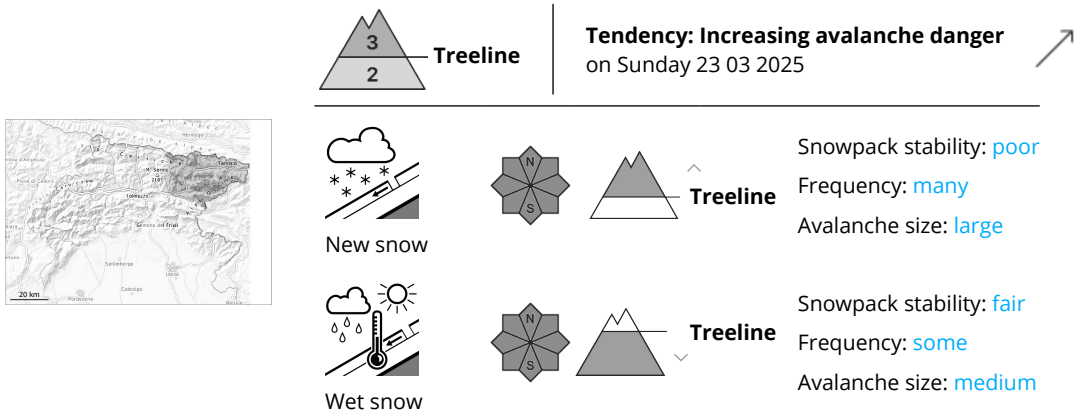 3
2
Treeline
Tendency: Increasing avalanche danger
on Sunday 23 03 2025
Tarvisio
Tolmezzo
2187
Gemona del Friuli
Spilimbergo
Udine
Codroipo
Pordenone
20 km
New snow
N
S
Treeline
Snowpack stability: poor
Frequency: many
Avalanche size: large
Wet snow
N
S
Treeline
Snowpack stability: fair
Frequency: some
Avalanche size: medium